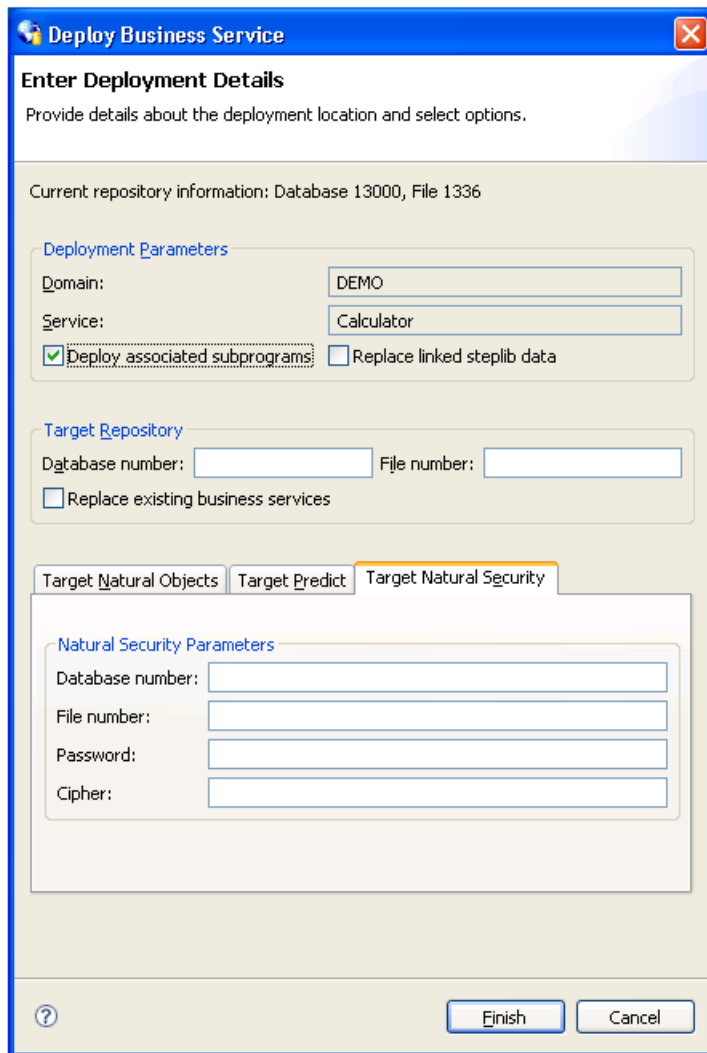 Deploy Business Service
Enter Deployment Details
Provide details about the deployment location and select options.
Current repository information: Database 13000, File 1336
Deployment Parameters
Domain: DEMO
Service: Calculator
Deploy associated subprograms Replace linked steplib data
Target Repository
Database number: File number:
Replace existing business services
Target Natural Objects Target Predict Target Natural Security
Natural Security Parameters
Database number:
File number:
Password:
Cipher:
? Finish Cancel